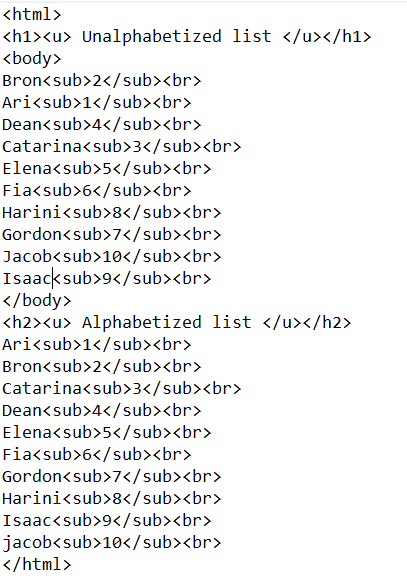 <html>
<h1><u> Unalphabetized list </u></h1>
<body>
Bron<sub>2</sub><br>
Ari<sub>1</sub><br>
Dean<sub>4</sub><br>
Catarina<sub>3</sub><br>
Elena<sub>5</sub><br>
Fia<sub>6</sub><br>
Harini<sub>8</sub><br>
Gordon<sub>7</sub><br>
Jacob<sub>10</sub><br>
Isaac<sub>9</sub><br>
</body>
<h2><u> Alphabetized list </u></h2>
Ari<sub>1</sub><br>
Bron<sub>2</sub><br>
Catarina<sub>3</sub><br>
Dean<sub>4</sub><br>
Elena<sub>5</sub><br>
Fia<sub>6</sub><br>
Gordon<sub>7</sub><br>
Harini<sub>8</sub><br>
Isaac<sub>9</sub><br>
jacob<sub>10</sub><br>
</html>